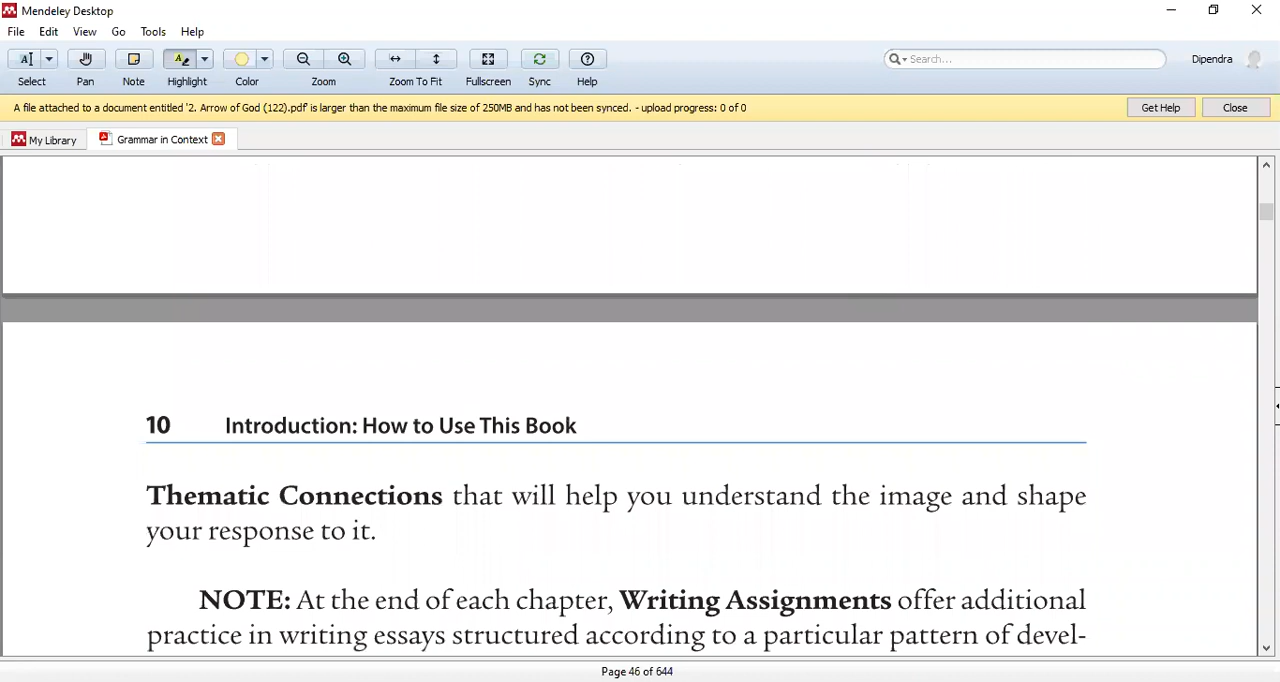 Mendeley Desktop
File Edit View Go Tools Help
Select Pan Note Highlight Color Zoom Zoom To Fit Fullscreen Sync Help
Search...
Dipendra
A file attached to a document entitled '2. Arrow of God (122).pdf' is larger than the maximum file size of 250MB and has not been synced. - upload progress: 0 of 0
Get Help Close
My Library Grammar in Context
10 Introduction: How to Use This Book
Thematic Connections that will help you understand the image and shape
your response to it.
NOTE: At the end of each chapter, Writing Assignments offer additional
practice in writing essays structured according to a particular pattern of devel-
Page 46 of 644